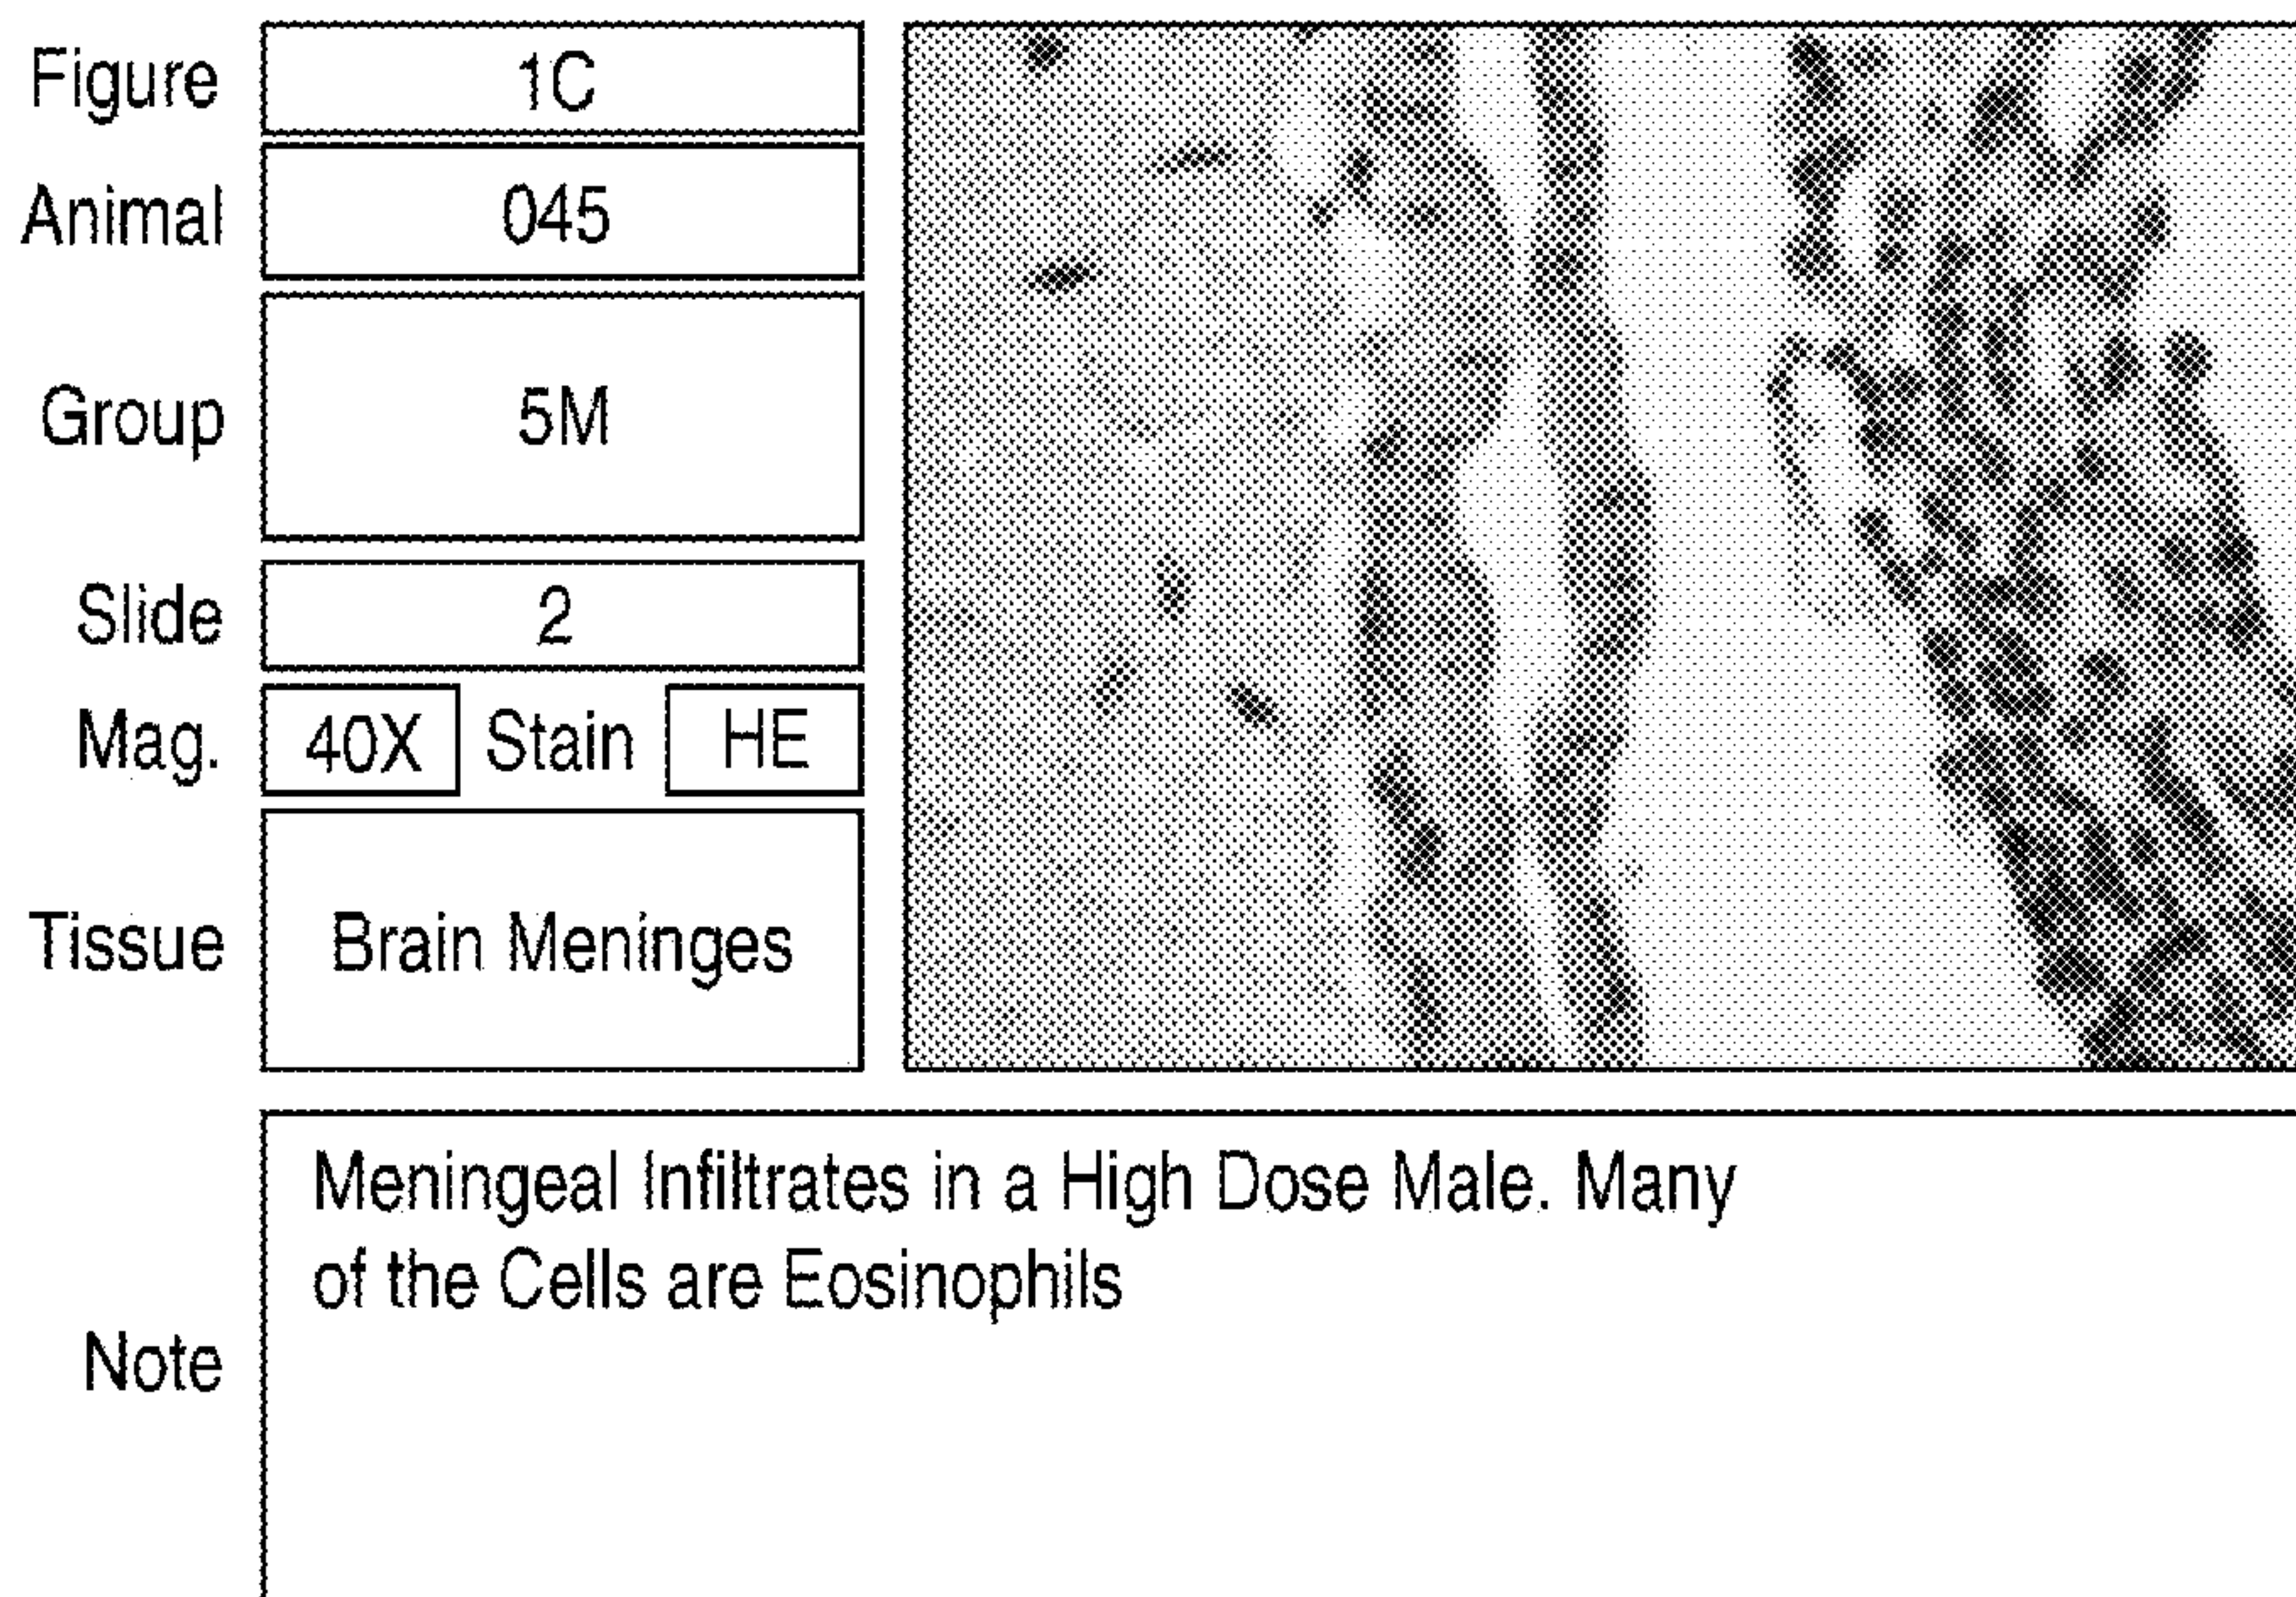 Figure 1C
Animal 045
Group 5M
Slide 2
Mag. 40X Stain HE
Tissue Brain Meninges
Note Meningeal Infiltrates in a High Dose Male. Many
of the Cells are Eosinophils